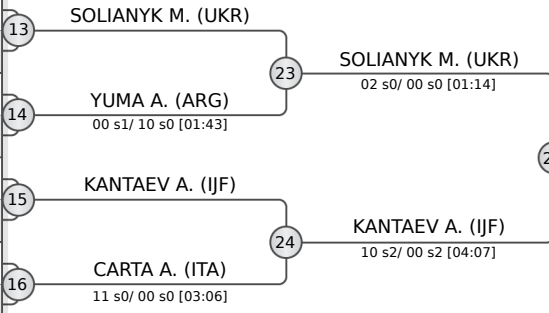 SOLIANYK M. (UKR)
13
23
SOLIANYK M. (UKR)
02 s0/ 00 s0 [01:14]
YUMA A. (ARG)
14
00 s1/ 10 s0 [01:43]
KANTAEV A. (IJF)
15
24
KANTAEV A. (IJF)
10 s2/ 00 s2 [04:07]
CARTA A. (ITA)
16
11 s0/ 00 s0 [03:06]